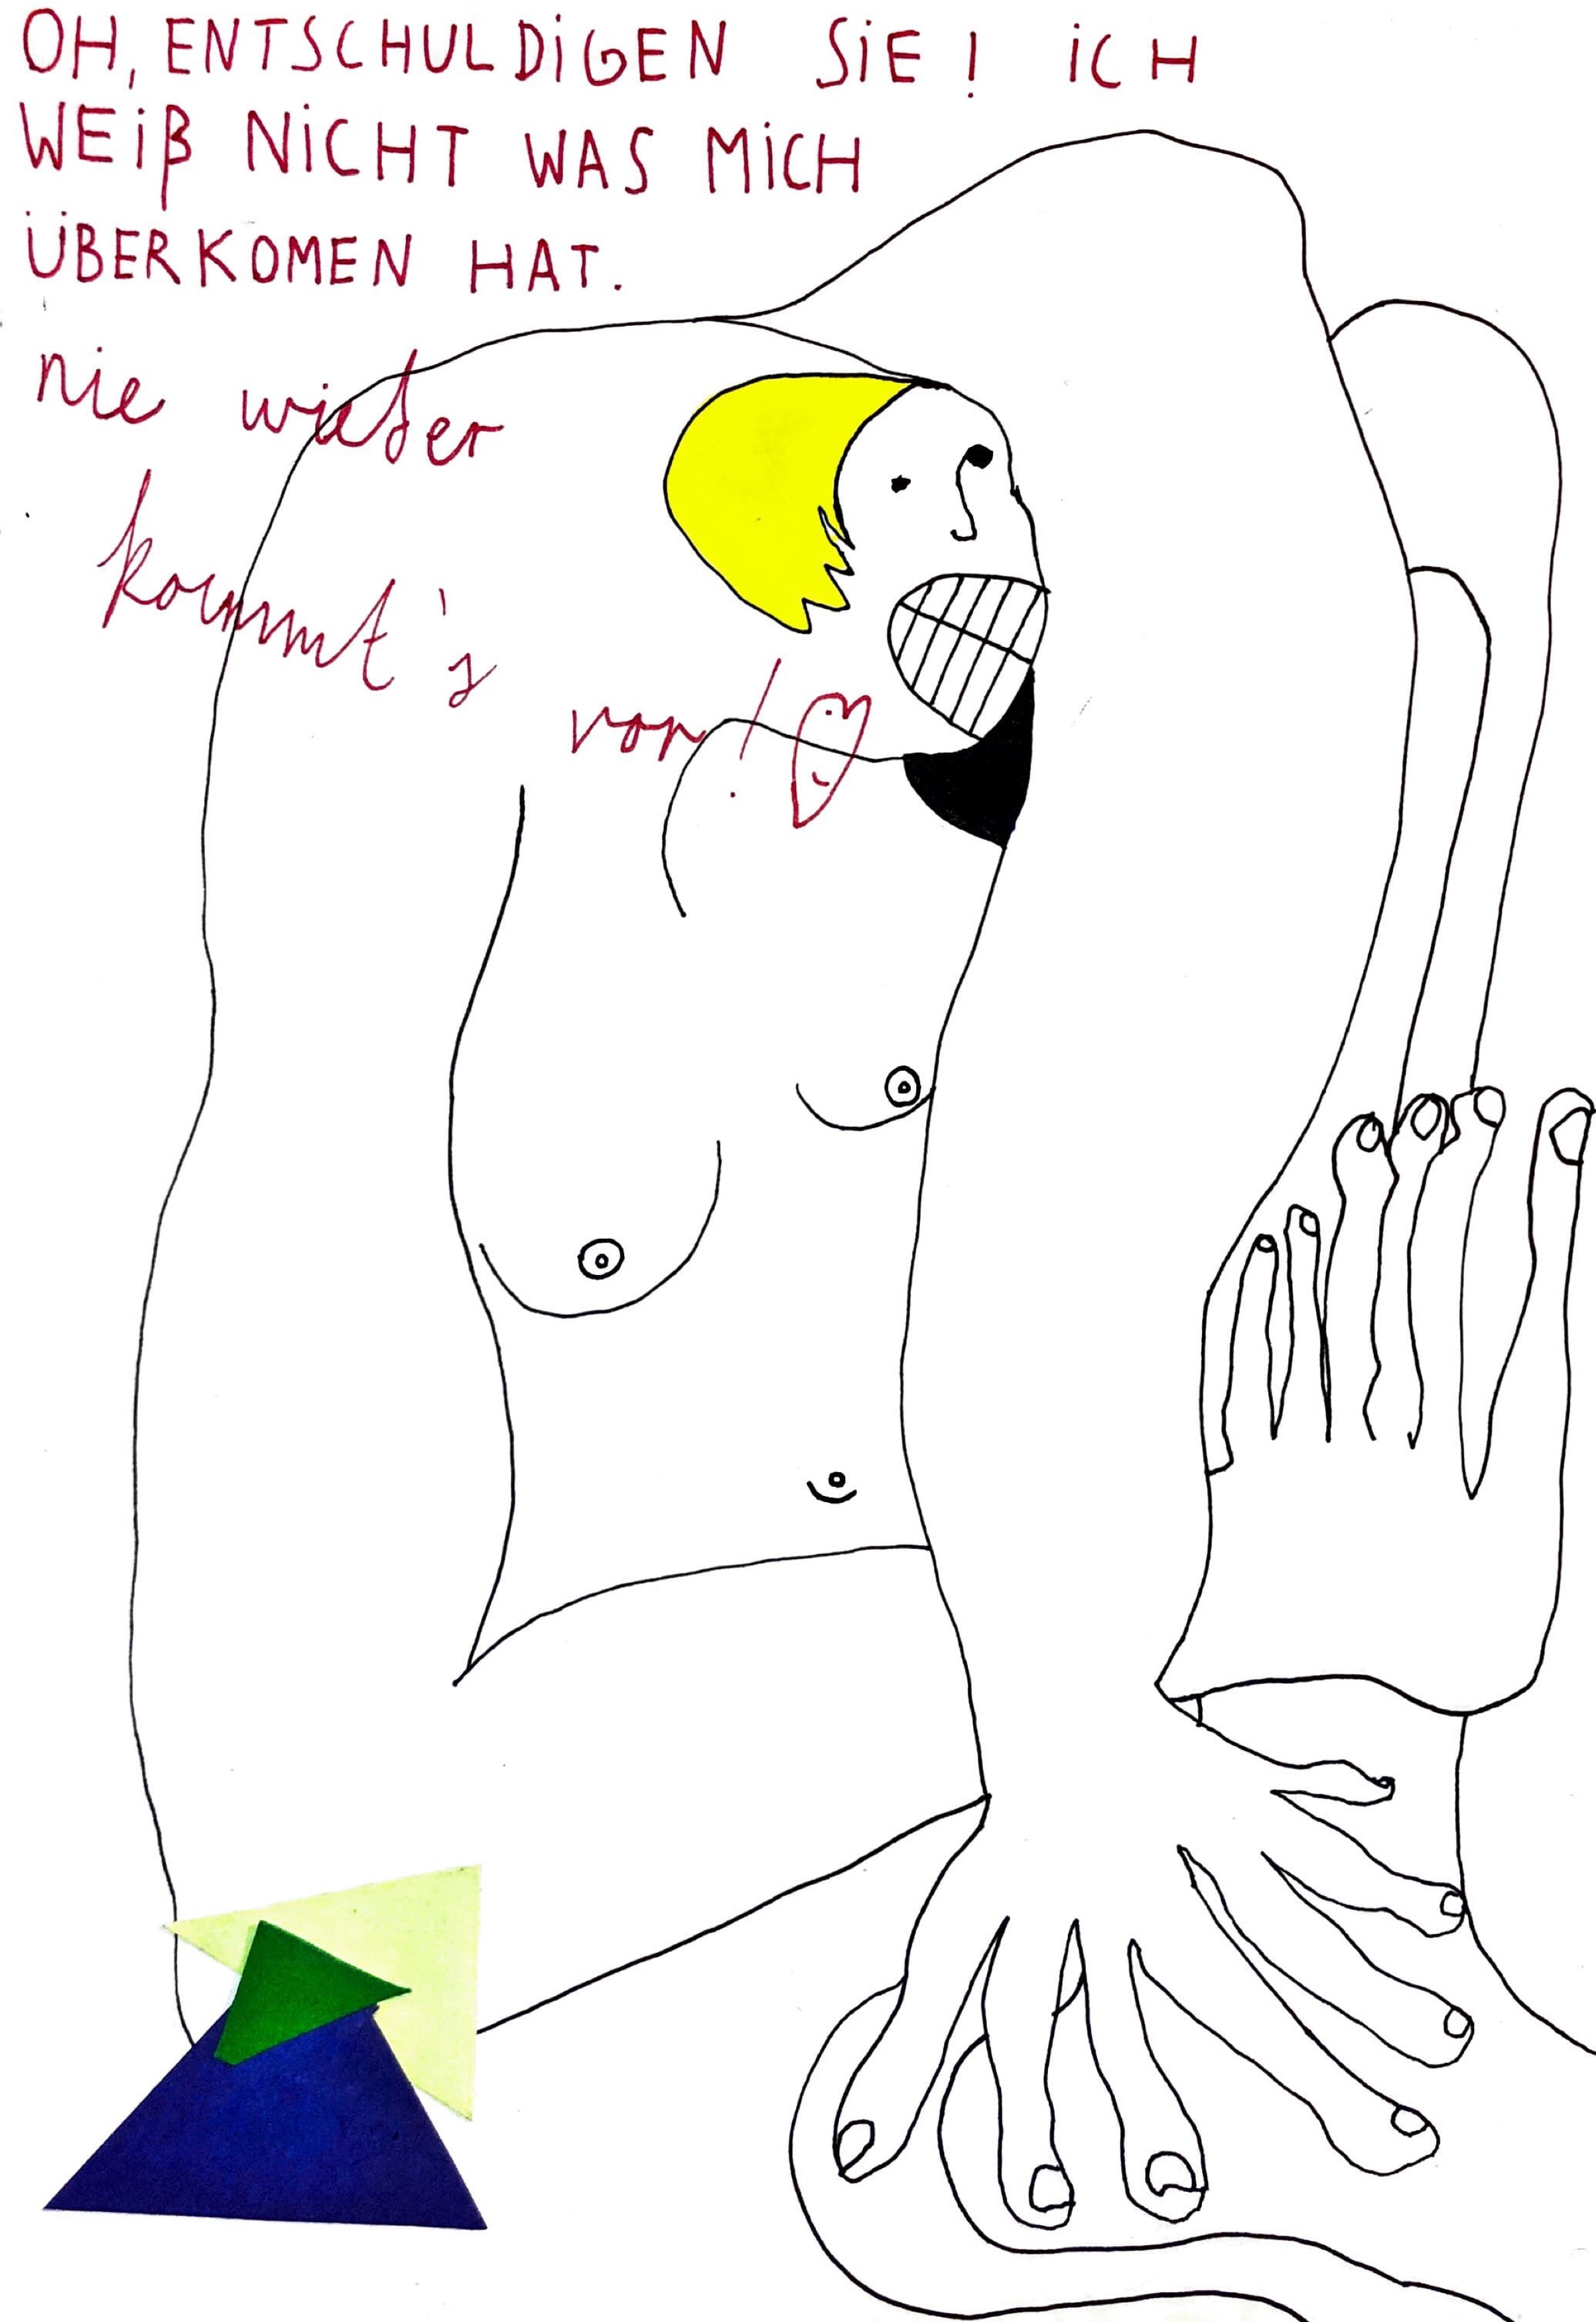 OH, ENTSCHULDiGEN SiE! iCH
WEiß NiCHT WAS MiCH
ÜBERKOMEN HAT.
nie wieder
kommt's
vor!